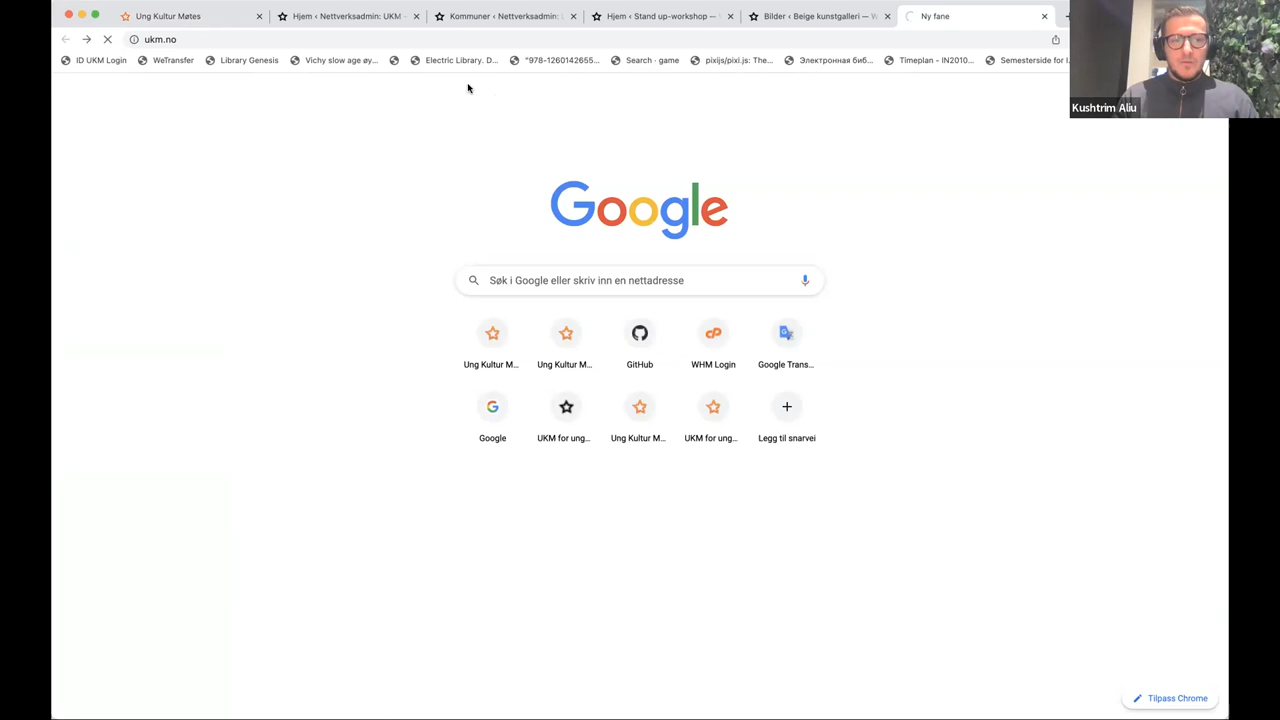 Ung Kultur Møtes
Hjem ‹ Nettverksadmin: UKM -
Kommuner ‹ Nettverksadmin:
Hjem ‹ Stand up-workshop —
Bilder ‹ Beige kunstgalleri — W
Ny fane
ukm.no
ID UKM Login
WeTransfer
Library Genesis
Vichy slow age øy...
Electric Library. D...
"978-1260142655...
Search · game
pixijs/pixi.js: The...
Электронная биб...
Timeplan - IN2010...
Semesterside for I
Kushtrim Aliu
Google
Søk i Google eller skriv inn en nettadresse
Ung Kultur M...
Ung Kultur M...
GitHub
WHM Login
Google Trans...
Google
UKM for ung...
Ung Kultur M...
UKM for ung...
Legg til snarvei
Tilpass Chrome